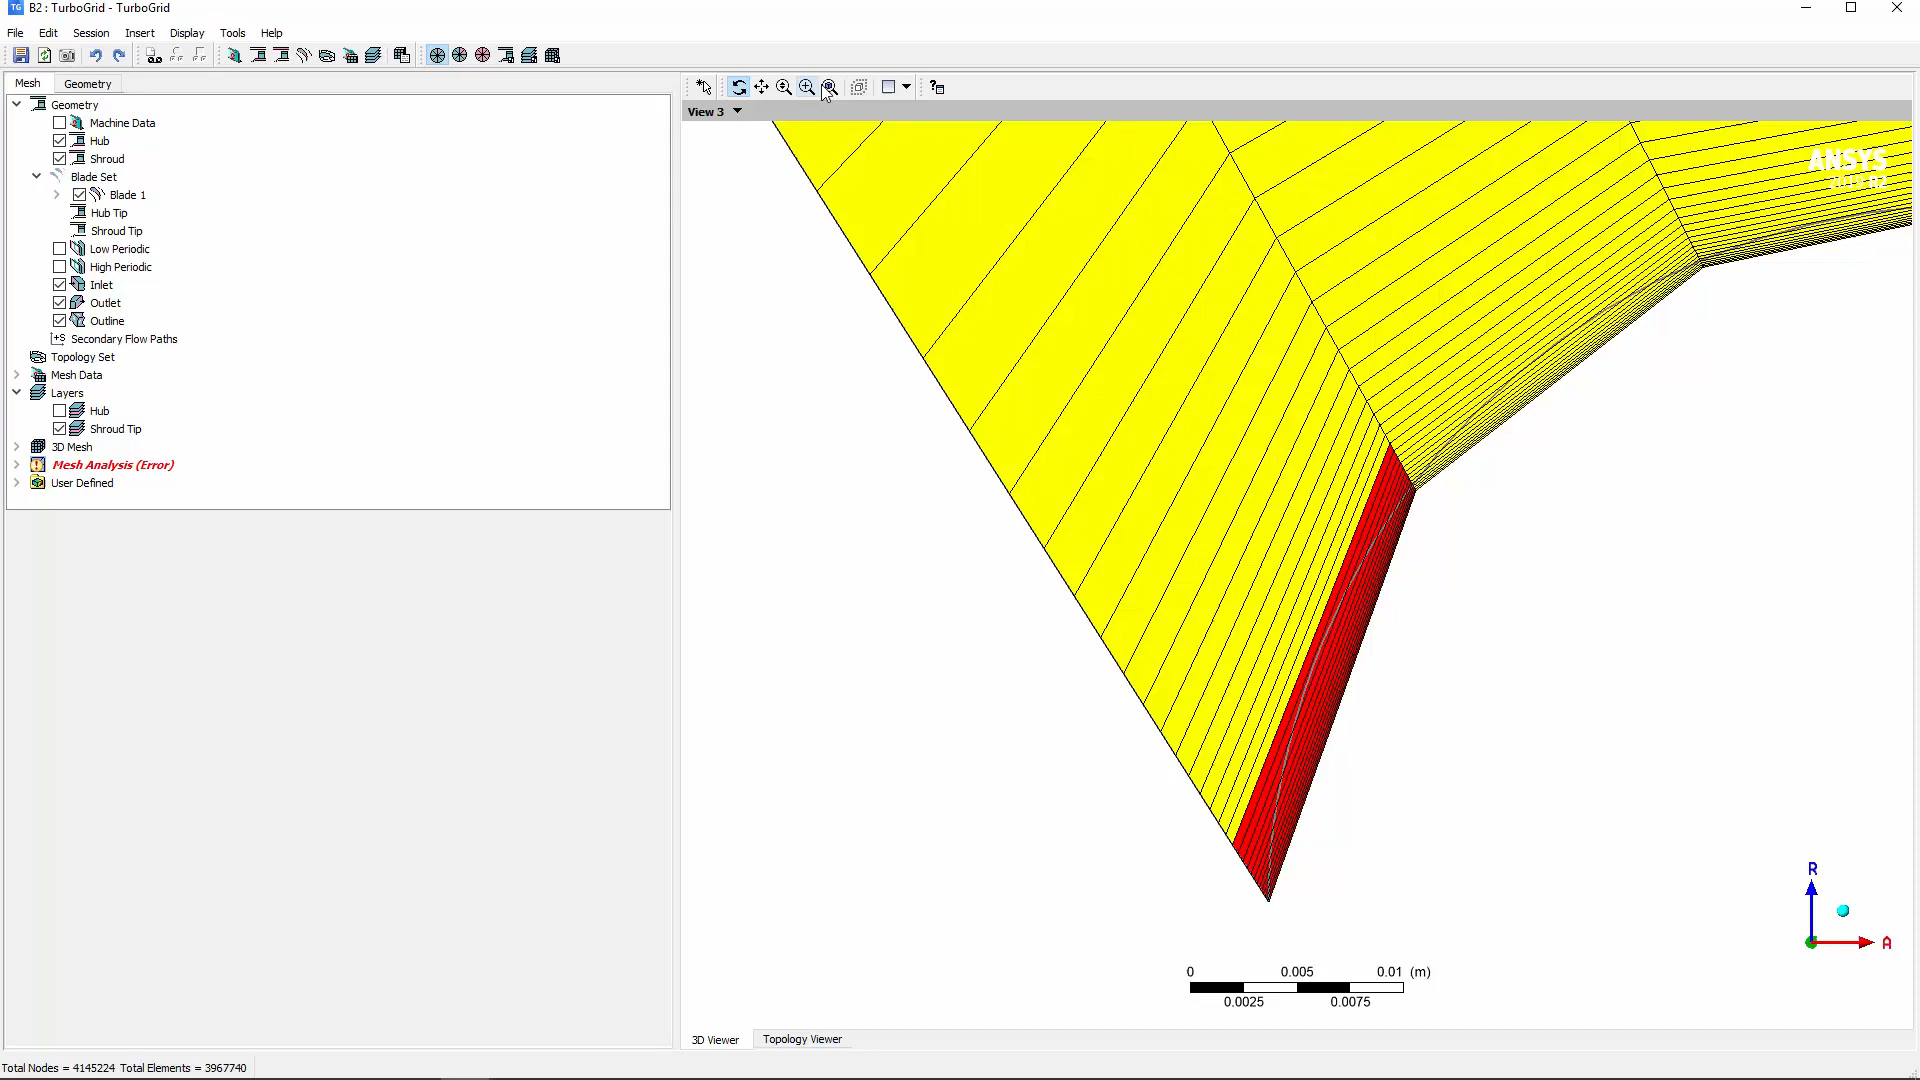 B2 : TurboGrid - TurboGrid
File Edit Session Insert Display Tools Help
Mesh Geometry
Geometry
Machine Data
Hub
Shroud
Blade Set
Blade 1
Hub Tip
Shroud Tip
Low Periodic
High Periodic
Inlet
Outlet
Outline
Secondary Flow Paths
Topology Set
Mesh Data
Layers
Hub
Shroud Tip
3D Mesh
Mesh Analysis (Error)
User Defined
View 3
ANSYS
2019 R2
R
A
0 0.005 0.01 (m)
0.0025 0.0075
3D Viewer Topology Viewer
Total Nodes = 4145224 Total Elements = 3967740